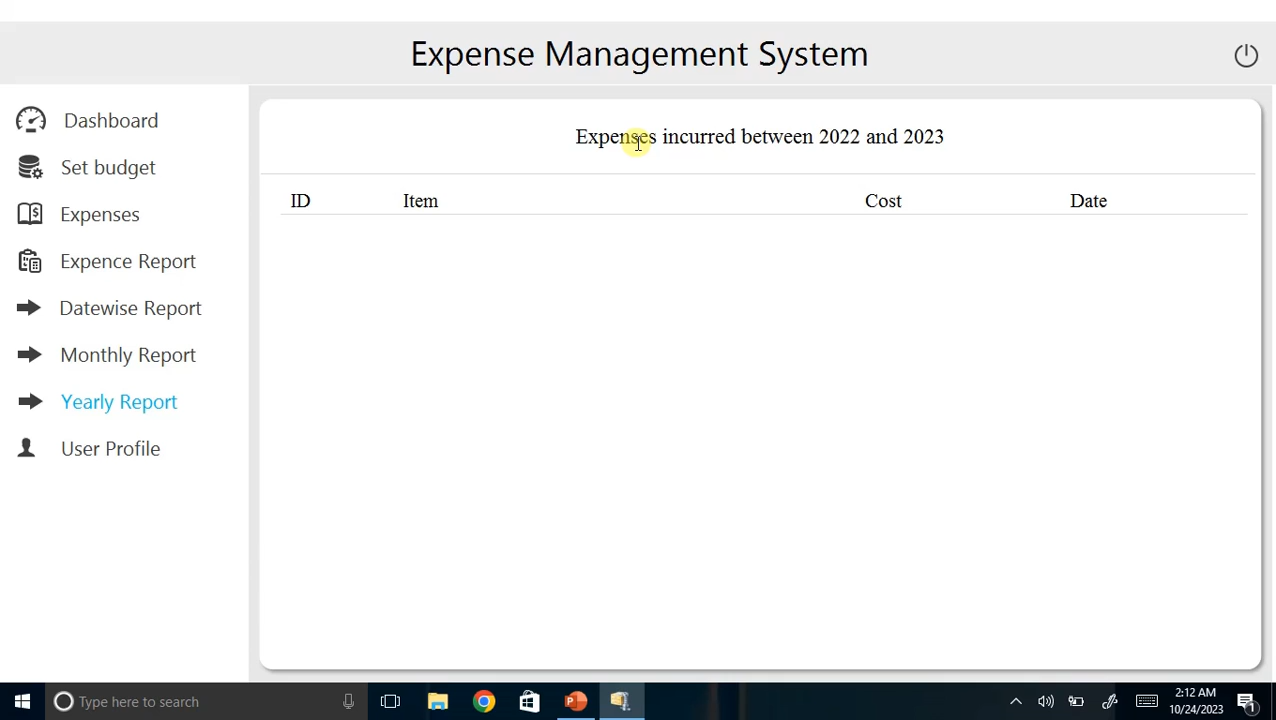 Expense Management System
Dashboard
Set budget
Expenses
Expence Report
Datewise Report
Monthly Report
Yearly Report
User Profile
Expenses incurred between 2022 and 2023
ID Item Cost Date
Type here to search
2:12 AM
10/24/2023
1